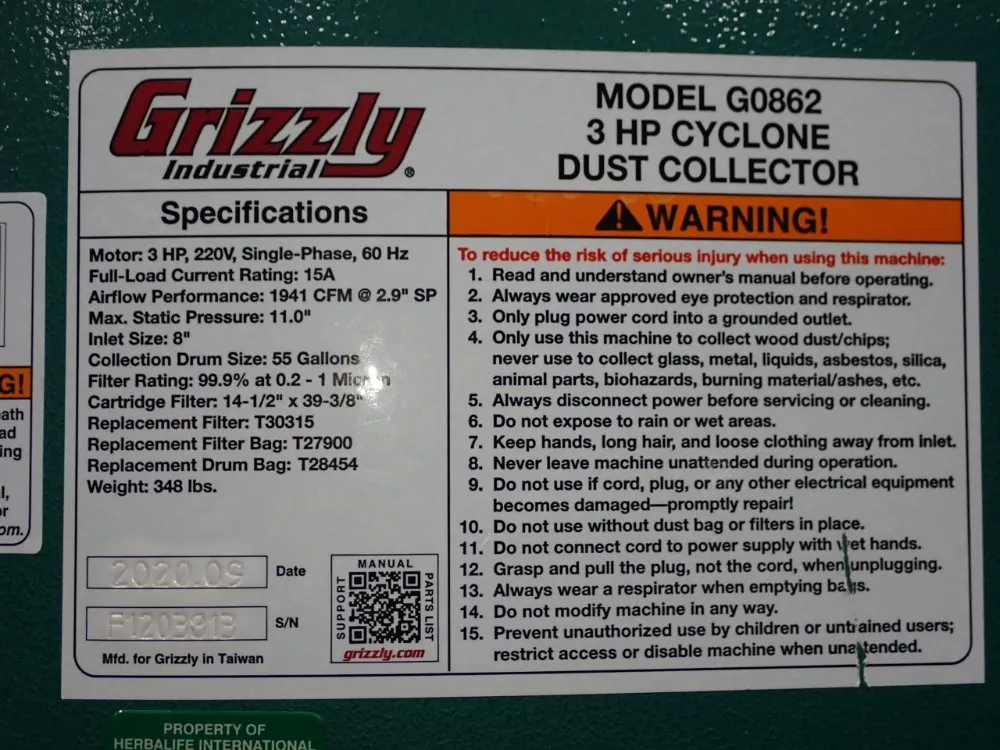 Grizzly
Industrial®
MODEL G0862
3 HP CYCLONE
DUST COLLECTOR
Specifications
Motor: 3 HP, 220V, Single-Phase, 60 Hz
Full-Load Current Rating: 15A
Airflow Performance: 1941 CFM @ 2.9" SP
Max. Static Pressure: 11.0"
Inlet Size: 8"
Collection Drum Size: 55 Gallons
Filter Rating: 99.9% at 0.2 - 1 Micron
Cartridge Filter: 14-1/2" x 39-3/8"
Replacement Filter: T30315
Replacement Filter Bag: T27900
Replacement Drum Bag: T28454
Weight: 348 lbs.
2020.09 Date
S/N
Mfd. for Grizzly in Taiwan
MANUAL
SUPPORT
PARTS LIST
grizzly.com
WARNING!
To reduce the risk of serious injury when using this machine:
1. Read and understand owner's manual before operating.
2. Always wear approved eye protection and respirator.
3. Only plug power cord into a grounded outlet.
4. Only use this machine to collect wood dust/chips;
never use to collect glass, metal, liquids, asbestos, silica,
animal parts, biohazards, burning material/ashes, etc.
5. Always disconnect power before servicing or cleaning.
6. Do not expose to rain or wet areas.
7. Keep hands, long hair, and loose clothing away from inlet.
8. Never leave machine unattended during operation.
9. Do not use if cord, plug, or any other electrical equipment
becomes damaged—promptly repair!
10. Do not use without dust bag or filters in place.
11. Do not connect cord to power supply with wet hands.
12. Grasp and pull the plug, not the cord, when unplugging.
13. Always wear a respirator when emptying bags.
14. Do not modify machine in any way.
15. Prevent unauthorized use by children or untrained users;
restrict access or disable machine when unattended.
G!
eath
ad
ing
l,
or
om.
PROPERTY OF
HERBALIFE INTERNATIONAL